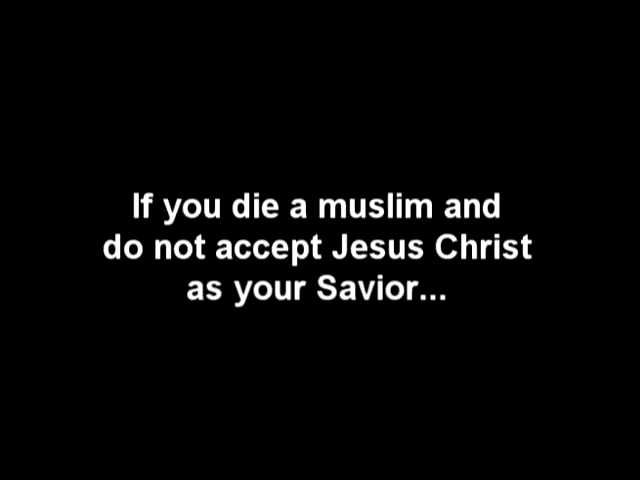 If you die a muslim and
do not accept Jesus Christ
as your Savior...